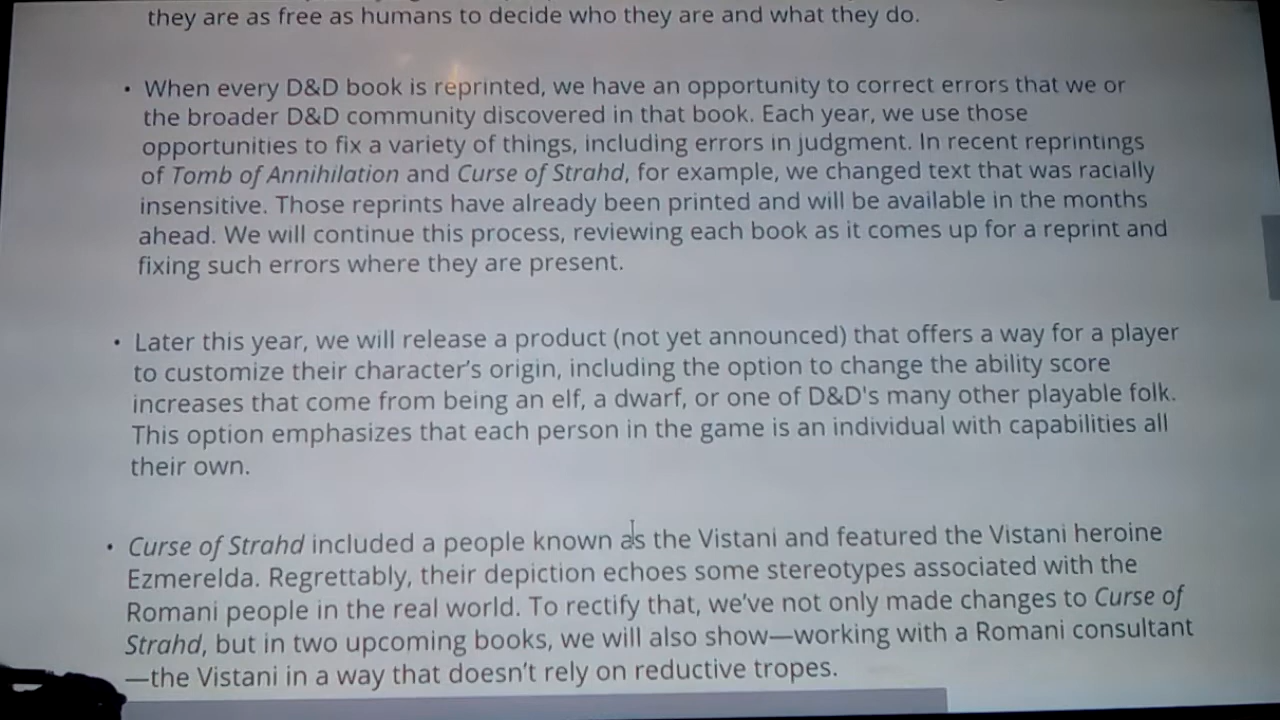 they are as free as humans to decide who they are and what they do.
• When every D&D book is reprinted, we have an opportunity to correct errors that we or
the broader D&D community discovered in that book. Each year, we use those
opportunities to fix a variety of things, including errors in judgment. In recent reprintings
of Tomb of Annihilation and Curse of Strahd, for example, we changed text that was racially
insensitive. Those reprints have already been printed and will be available in the months
ahead. We will continue this process, reviewing each book as it comes up for a reprint and
fixing such errors where they are present.
• Later this year, we will release a product (not yet announced) that offers a way for a player
to customize their character's origin, including the option to change the ability score
increases that come from being an elf, a dwarf, or one of D&D's many other playable folk.
This option emphasizes that each person in the game is an individual with capabilities all
their own.
• Curse of Strahd included a people known as the Vistani and featured the Vistani heroine
Ezmerelda. Regrettably, their depiction echoes some stereotypes associated with the
Romani people in the real world. To rectify that, we've not only made changes to Curse of
Strahd, but in two upcoming books, we will also show—working with a Romani consultant
—the Vistani in a way that doesn't rely on reductive tropes.